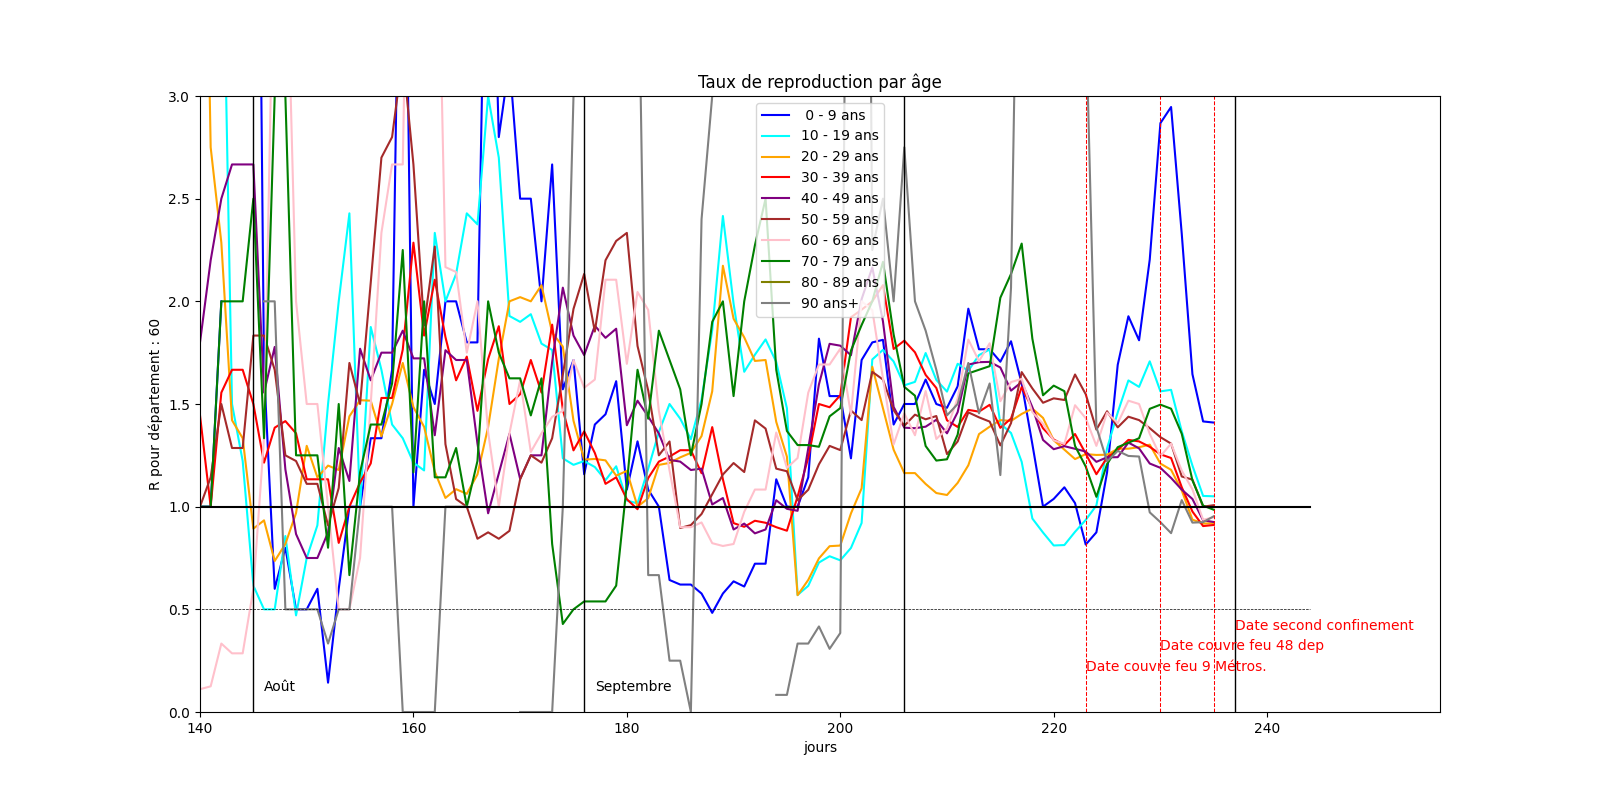 Taux de reproduction par âge
R pour département : 60
3.0
2.5
2.0
1.5
1.0
0.5
0.0
0 - 9 ans
10 - 19 ans
20 - 29 ans
30 - 39 ans
40 - 49 ans
50 - 59 ans
60 - 69 ans
70 - 79 ans
80 - 89 ans
90 ans+
Date second confinement
Date couvre feu 48 dep
Date couvre feu 9 Métros.
Août
Septembre
140
160
180
200
220
240
jours